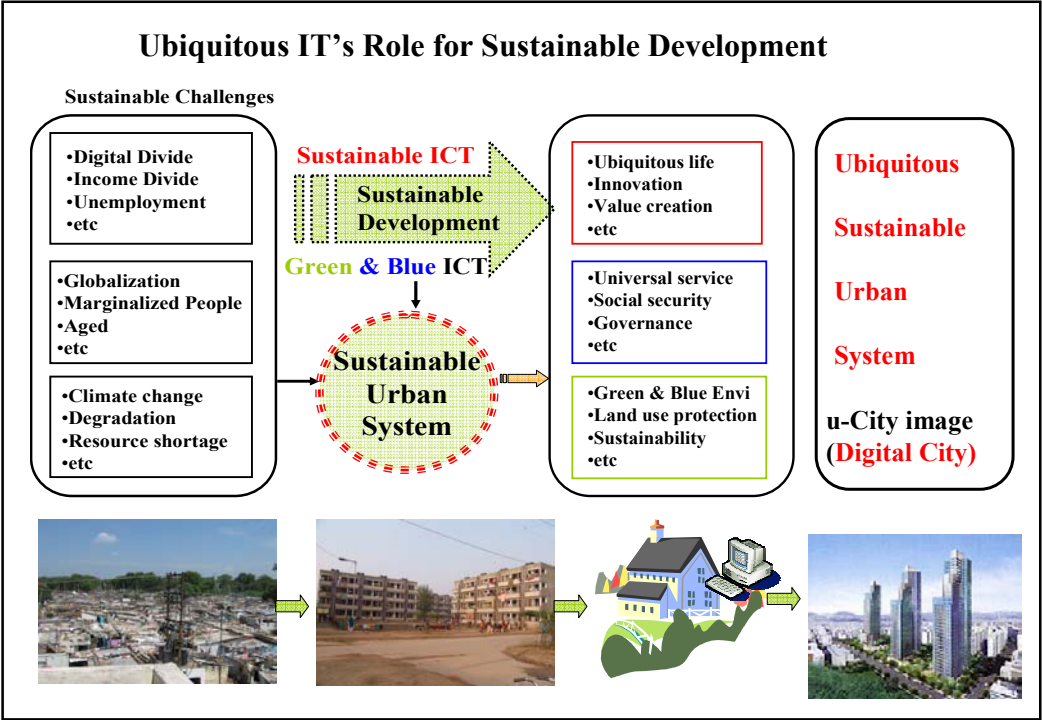 Ubiquitous IT's Role for Sustainable Development
Sustainable Challenges
•Digital Divide
•Income Divide
•Unemployment
•etc
•Globalization
•Marginalized People
•Aged
•etc
•Climate change
•Degradation
•Resource shortage
•etc
Sustainable ICT
Sustainable
Development
Green & Blue ICT
Sustainable
Urban
System
•Ubiquitous life
•Innovation
•Value creation
•etc
•Universal service
•Social security
•Governance
•etc
•Green & Blue Envi
•Land use protection
•Sustainability
•etc
Ubiquitous
Sustainable
Urban
System
u-City image
(Digital City)